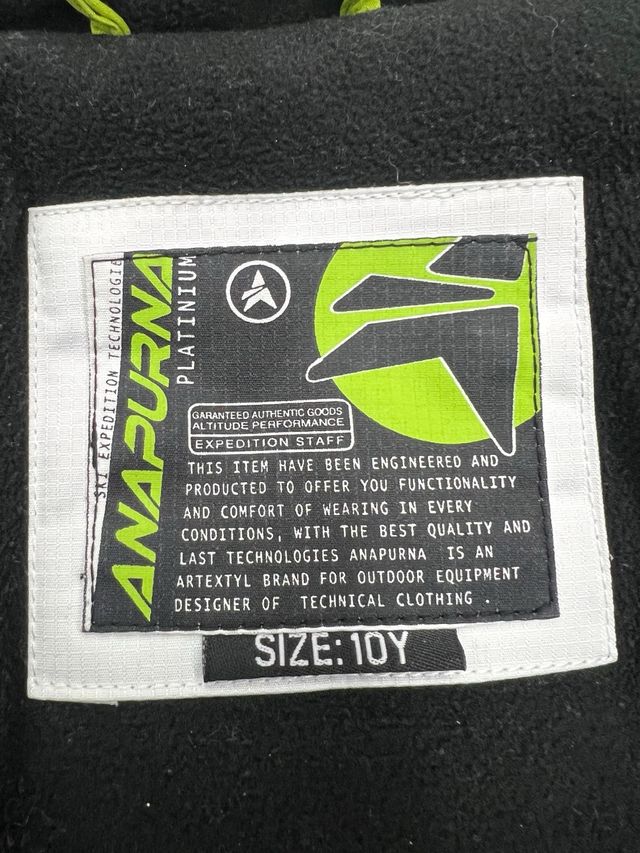 SKI EXPEDITION TECHNOLOGIE
ANAPURNA
PLATINIUM
GARANTEED AUTHENTIC GOODS
ALTITUDE PERFORMANCE
EXPEDITION STAFF
THIS ITEM HAVE BEEN ENGINEERED AND
PRODUCTED TO OFFER YOU FUNCTIONALITY
AND COMFORT OF WEARING IN EVERY
CONDITIONS, WITH THE BEST QUALITY AND
LAST TECHNOLOGIES ANAPURNA IS AN
ARTEXTYL BRAND FOR OUTDOOR EQUIPMENT
DESIGNER OF TECHNICAL CLOTHING .
SIZE: 10Y